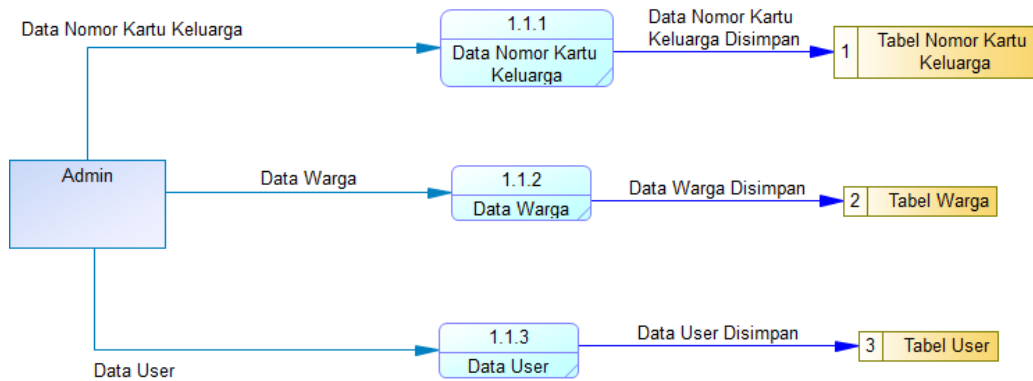 Data Nomor Kartu Keluarga
1.1.1
Data Nomor Kartu
Keluarga
Data Nomor Kartu
Keluarga Disimpan
1
Tabel Nomor Kartu
Keluarga
Admin
Data Warga
1.1.2
Data Warga
Data Warga Disimpan
2
Tabel Warga
Data User
1.1.3
Data User
Data User Disimpan
3
Tabel User